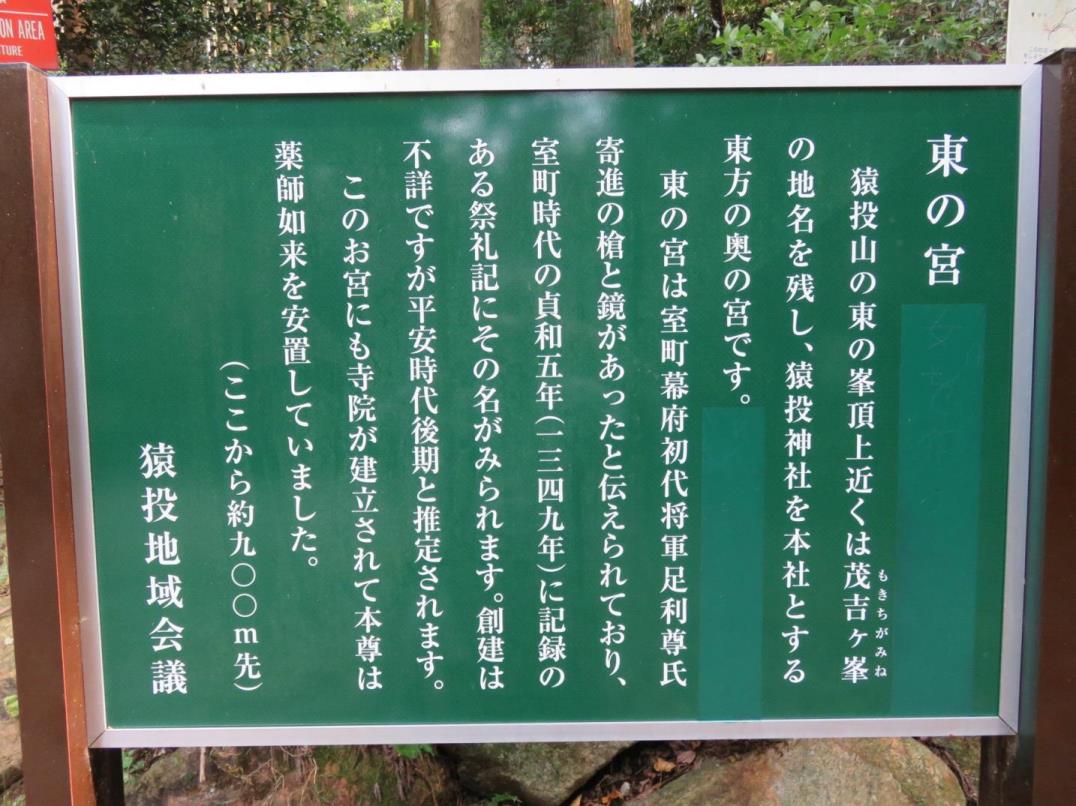 東の宮
猿投山の東の峯頂上近くは茂吉ヶ峯
もきちがみね
の地名を残し、猿投神社を本社とする
東方の奥の宮です。
東の宮は室町幕府初代将軍足利尊氏
寄進の槍と鏡があったと伝えられており、
室町時代の貞和五年(一三四九年)に記録の
ある祭礼記にその名がみられます。創建は
不詳ですが平安時代後期と推定されます。
このお宮にも寺院が建立されて本尊は
薬師如来を安置していました。
(ここから約九〇〇m先)
猿投地域会議
ON AREA
TURE